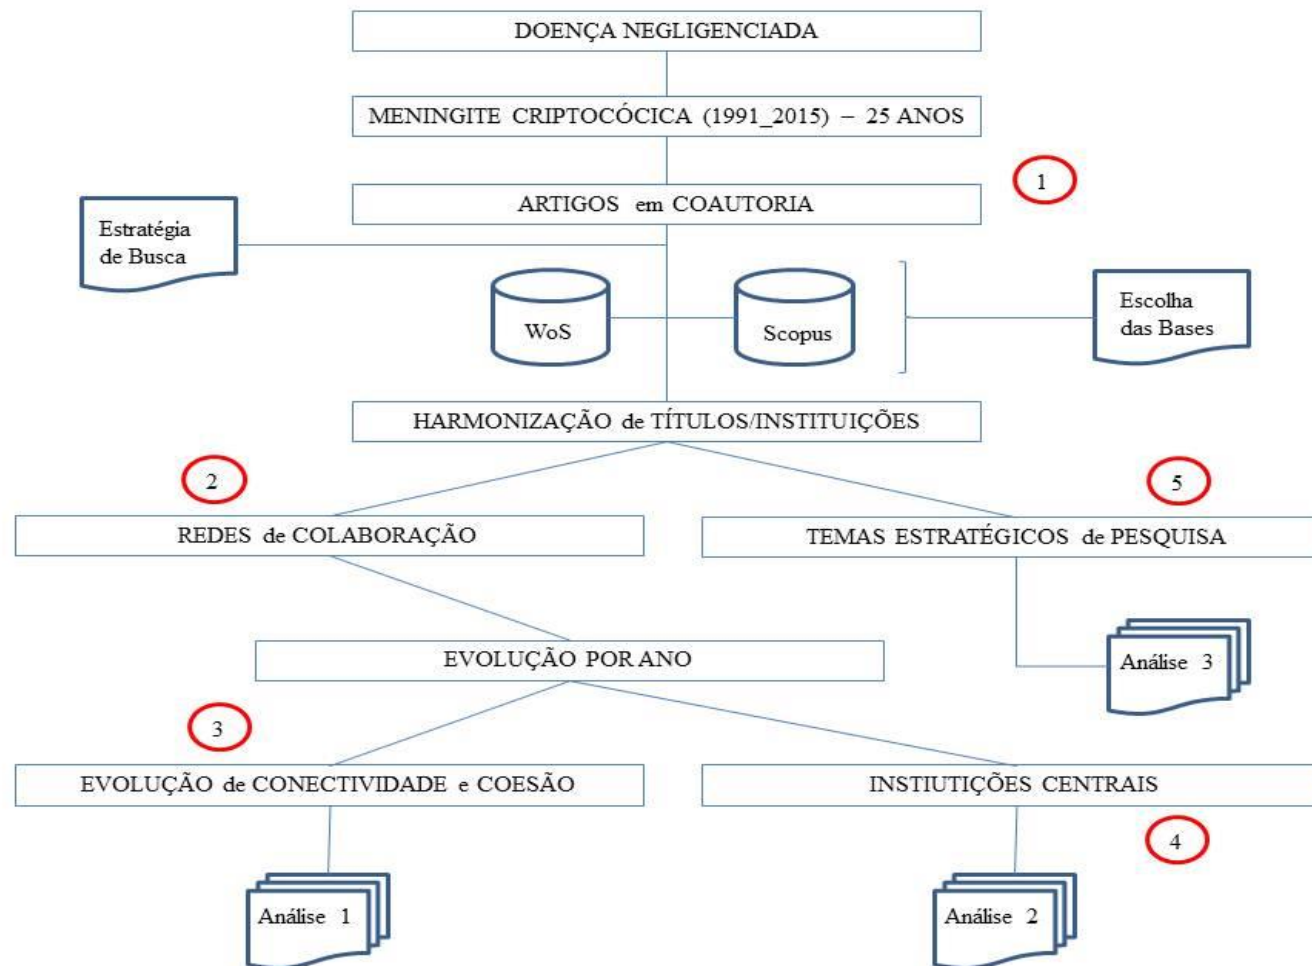 DOENÇA NEGLIGENCIADA
MENINGITE CRIPTOCÓCICA (1991_2015) – 25 ANOS
1
ARTIGOS em COAUTORIA
Estratégia
de Busca
WoS
Scopus
Escolha
das Bases
HARMONIZAÇÃO de TÍTULOS/INSTITUIÇÕES
2
5
REDES de COLABORAÇÃO
TEMAS ESTRATÉGICOS de PESQUISA
EVOLUÇÃO POR ANO
Análise 3
3
EVOLUÇÃO de CONECTIVIDADE e COESÃO
INSTIUTIÇÕES CENTRAIS
4
Análise 1
Análise 2